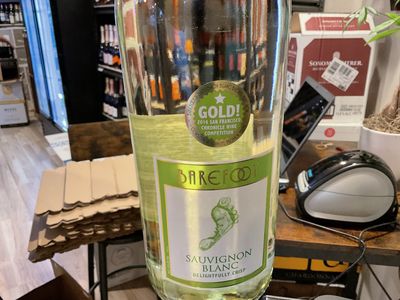 GOLD!
2016 SAN FRANCISCO
CHRONICLE WINE
COMPETITION
BAREFOOT
SAUVIGNON
BLANC
DELIGHTFULLY CRISP